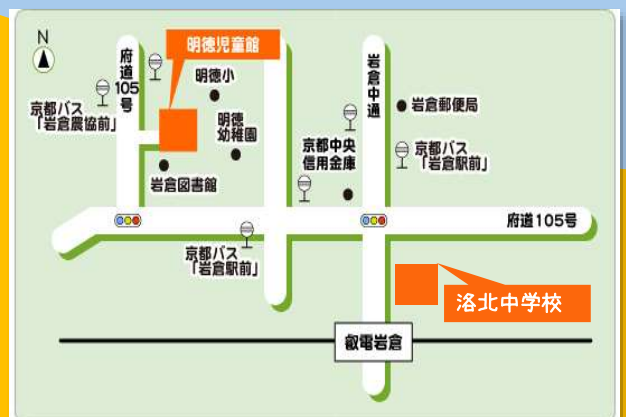 N
府道
105
号
明徳児童館
明徳小
京都バス
「岩倉農協前」
明徳
幼稚園
岩倉図書館
岩倉中通
岩倉郵便局
京都中央
信用金庫
京都バス
「岩倉駅前」
府道105号
京都バス
「岩倉駅前」
洛北中学校
叡電岩倉